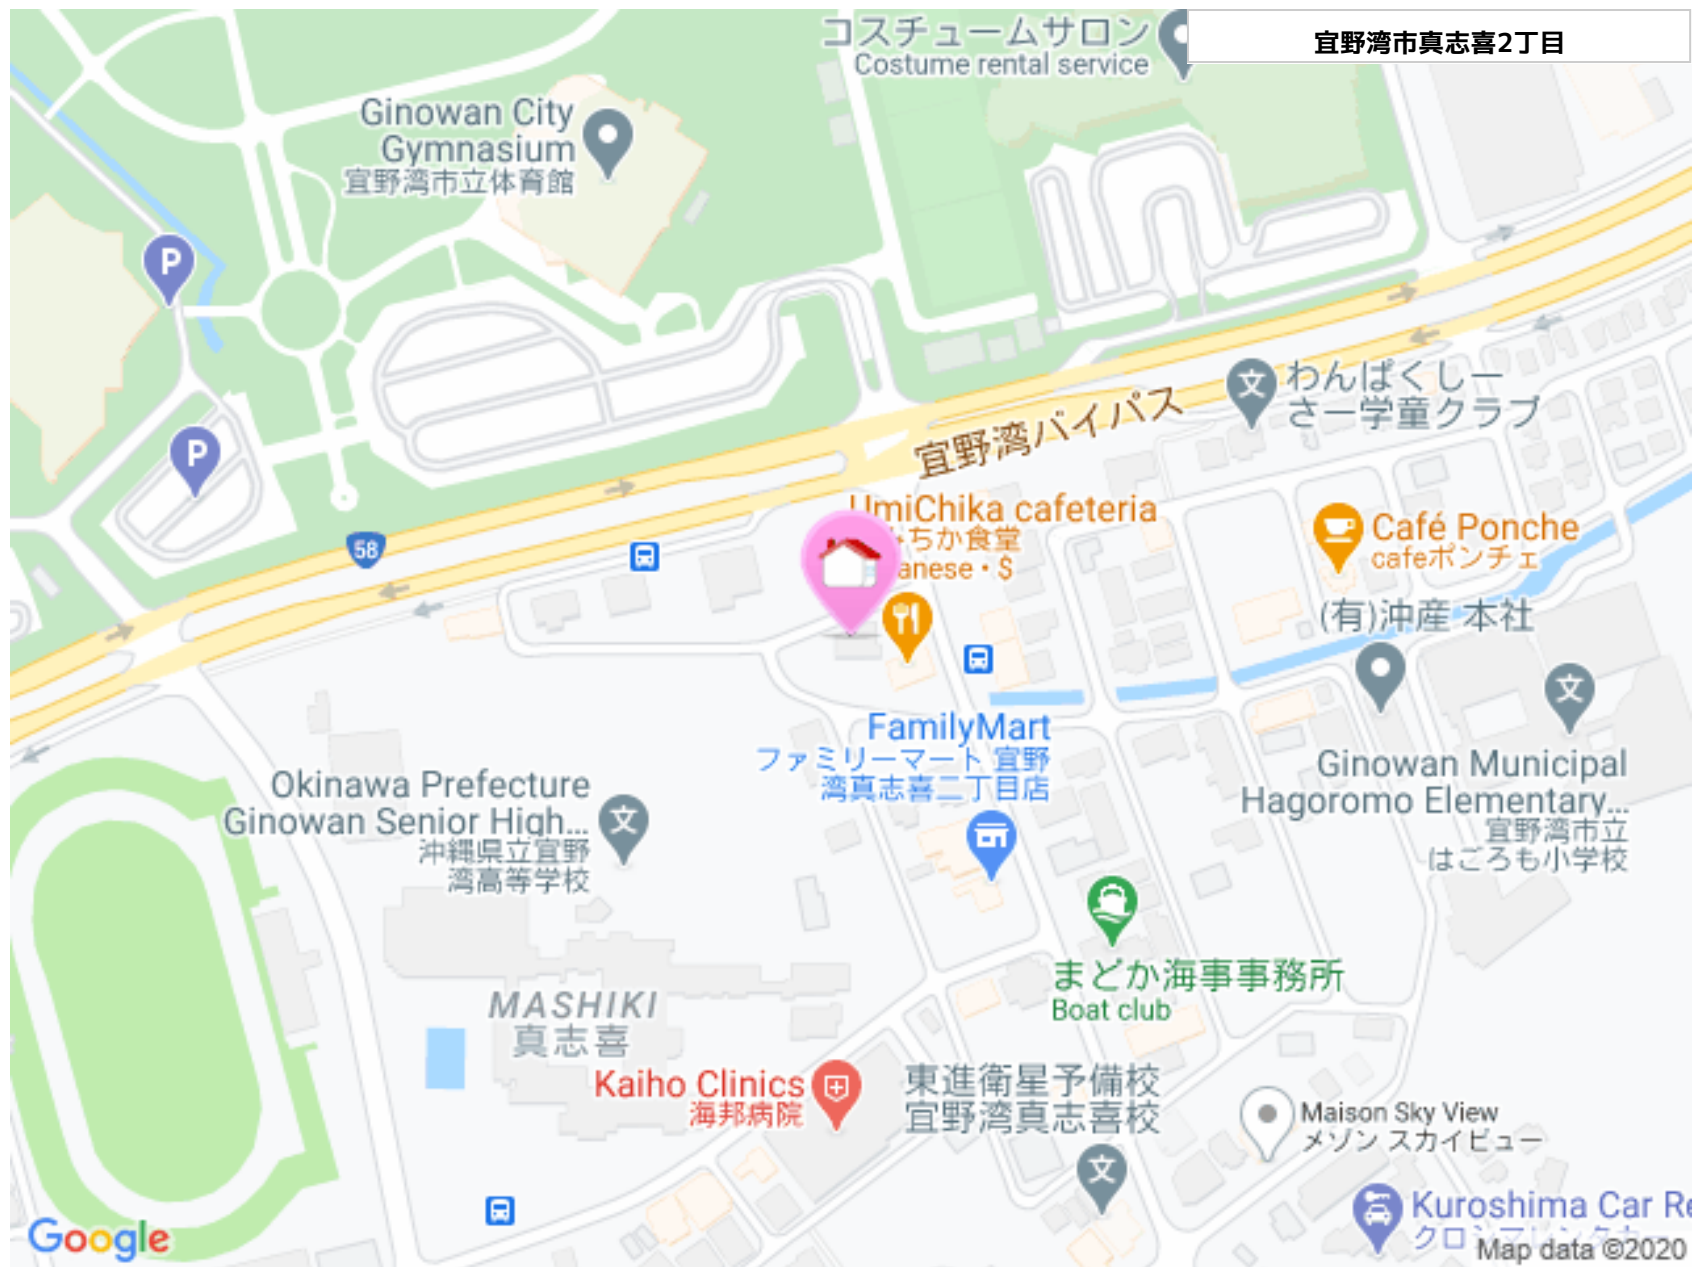 コスチュームサロン
Costume rental service
宜野湾市真志喜2丁目
Ginowan City
Gymnasium
宜野湾市立体育館
P
P
58
宜野湾バイパス
文
わんぱくしー
さー学童クラブ
UmiChika cafeteria
ちか食堂
anese・$
Café Ponche
cafeポンチェ
(有)沖産 本社
FamilyMart
ファミリーマート 宜野
湾真志喜二丁目店
Okinawa Prefecture
Ginowan Senior High...
沖縄県立宜野
湾高等学校
文
文
Ginowan Municipal
Hagoromo Elementary...
宜野湾市立
はごろも小学校
まどか海事事務所
Boat club
MASHIKI
真志喜
Kaiho Clinics
海邦病院
東進衛星予備校
宜野湾真志喜校
文
Maison Sky View
メゾン スカイビュー
Kuroshima Car Re
Google
Map data ©2020